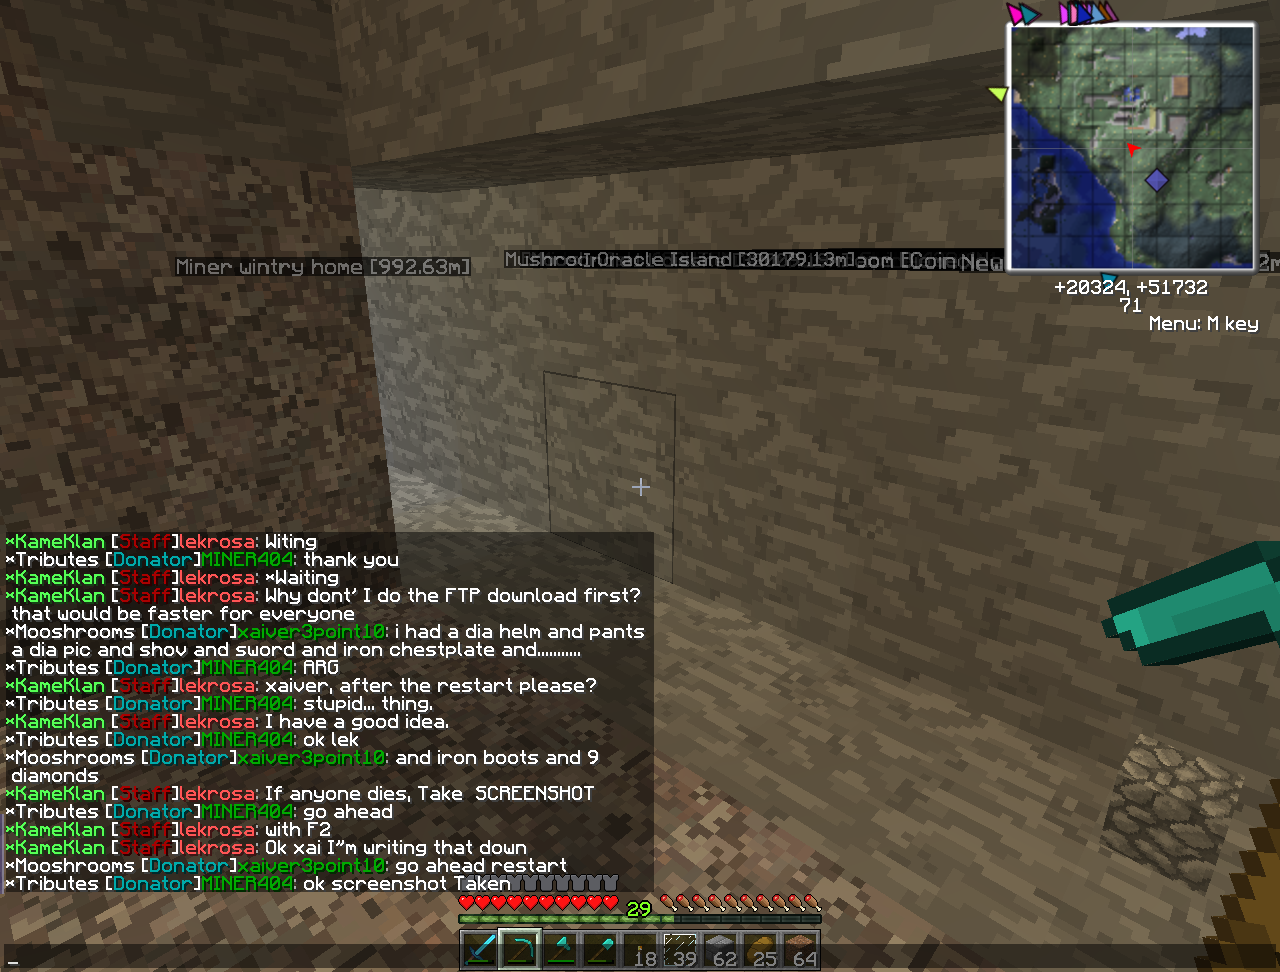 Miner wintry home [992.63m]
Oracle Island [30179.13m]
+20324, +51732
71
Menu: M key
×KameKlan [Staff]lekrosa: Witing
×Tributes [Donator]MINER404: thank you
×KameKlan [Staff]lekrosa: *Waiting
×KameKlan [Staff]lekrosa: Why dont' I do the FTP download first?
that would be faster for everyone
×Mooshrooms [Donator]xaiver3point10: i had a dia helm and pants
a dia pic and shov and sword and iron chestplate and..........
×Tributes [Donator]MINER404: ARG
×KameKlan [Staff]lekrosa: xaiver, after the restart please?
×Tributes [Donator]MINER404: stupid... thing.
×KameKlan [Staff]lekrosa: I have a good idea.
×Tributes [Donator]MINER404: ok lek
×Mooshrooms [Donator]xaiver3point10: and iron boots and 9
diamonds
×KameKlan [Staff]lekrosa: If anyone dies, Take  SCREENSHOT
×Tributes [Donator]MINER404: go ahead
×KameKlan [Staff]lekrosa: with F2
×KameKlan [Staff]lekrosa: Ok xai I"m writing that down
×Mooshrooms [Donator]xaiver3point10: go ahead restart
×Tributes [Donator]MINER404: ok screenshot Taken
29
18 39 62 25 64
_